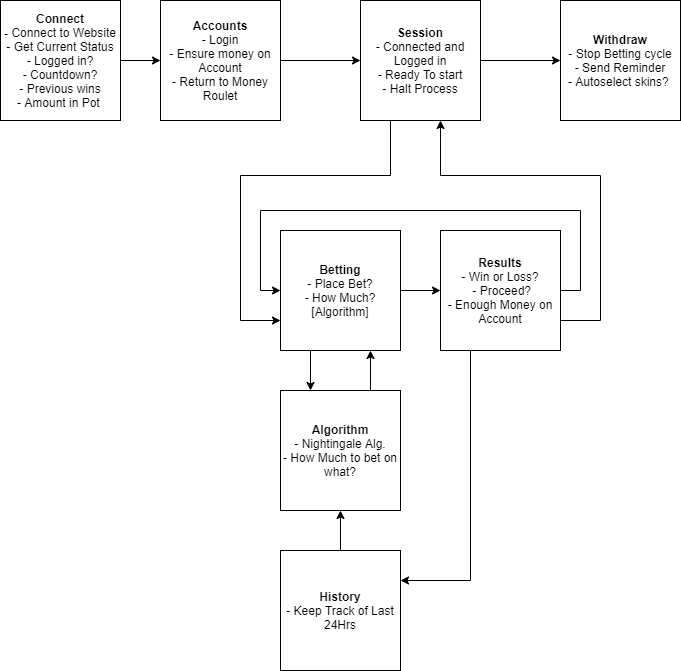 Connect
- Connect to Website
- Get Current Status
- Logged in?
- Countdown?
- Previous wins
- Amount in Pot
Accounts
- Login
- Ensure money on
Account
- Return to Money
Roulet
Session
- Connected and
Logged in
- Ready To start
- Halt Process
Withdraw
- Stop Betting cycle
- Send Reminder
- Autoselect skins?
Betting
- Place Bet?
- How Much?
[Algorithm]
Results
- Win or Loss?
- Proceed?
- Enough Money on
Account
Algorithm
- Nightingale Alg.
- How Much to bet on
what?
History
- Keep Track of Last
24Hrs